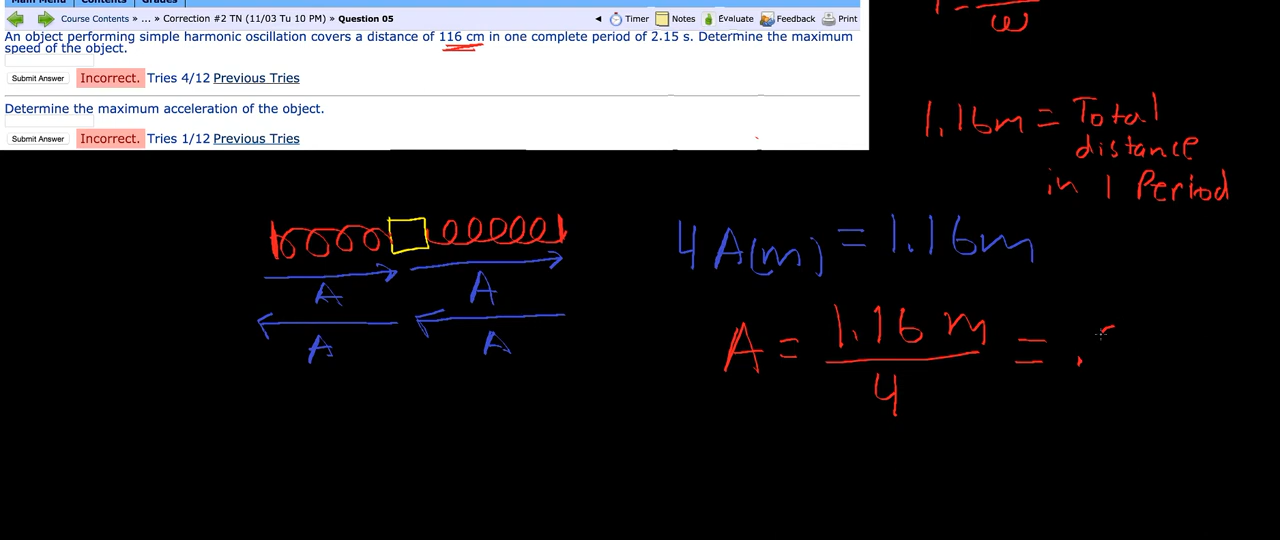 Main Menu Contents Grades
Course Contents » ... » Correction #2 TN (11/03 Tu 10 PM) » Question 05
Timer Notes Evaluate Feedback Print
An object performing simple harmonic oscillation covers a distance of 116 cm in one complete period of 2.15 s. Determine the maximum
speed of the object.
Submit Answer Incorrect. Tries 4/12 Previous Tries
Determine the maximum acceleration of the object.
Submit Answer Incorrect. Tries 1/12 Previous Tries
ω
1.16m = Total
distance
in 1 Period
4A(m) = 1.16m
A A
A A
A = 1.16 m
4
= .